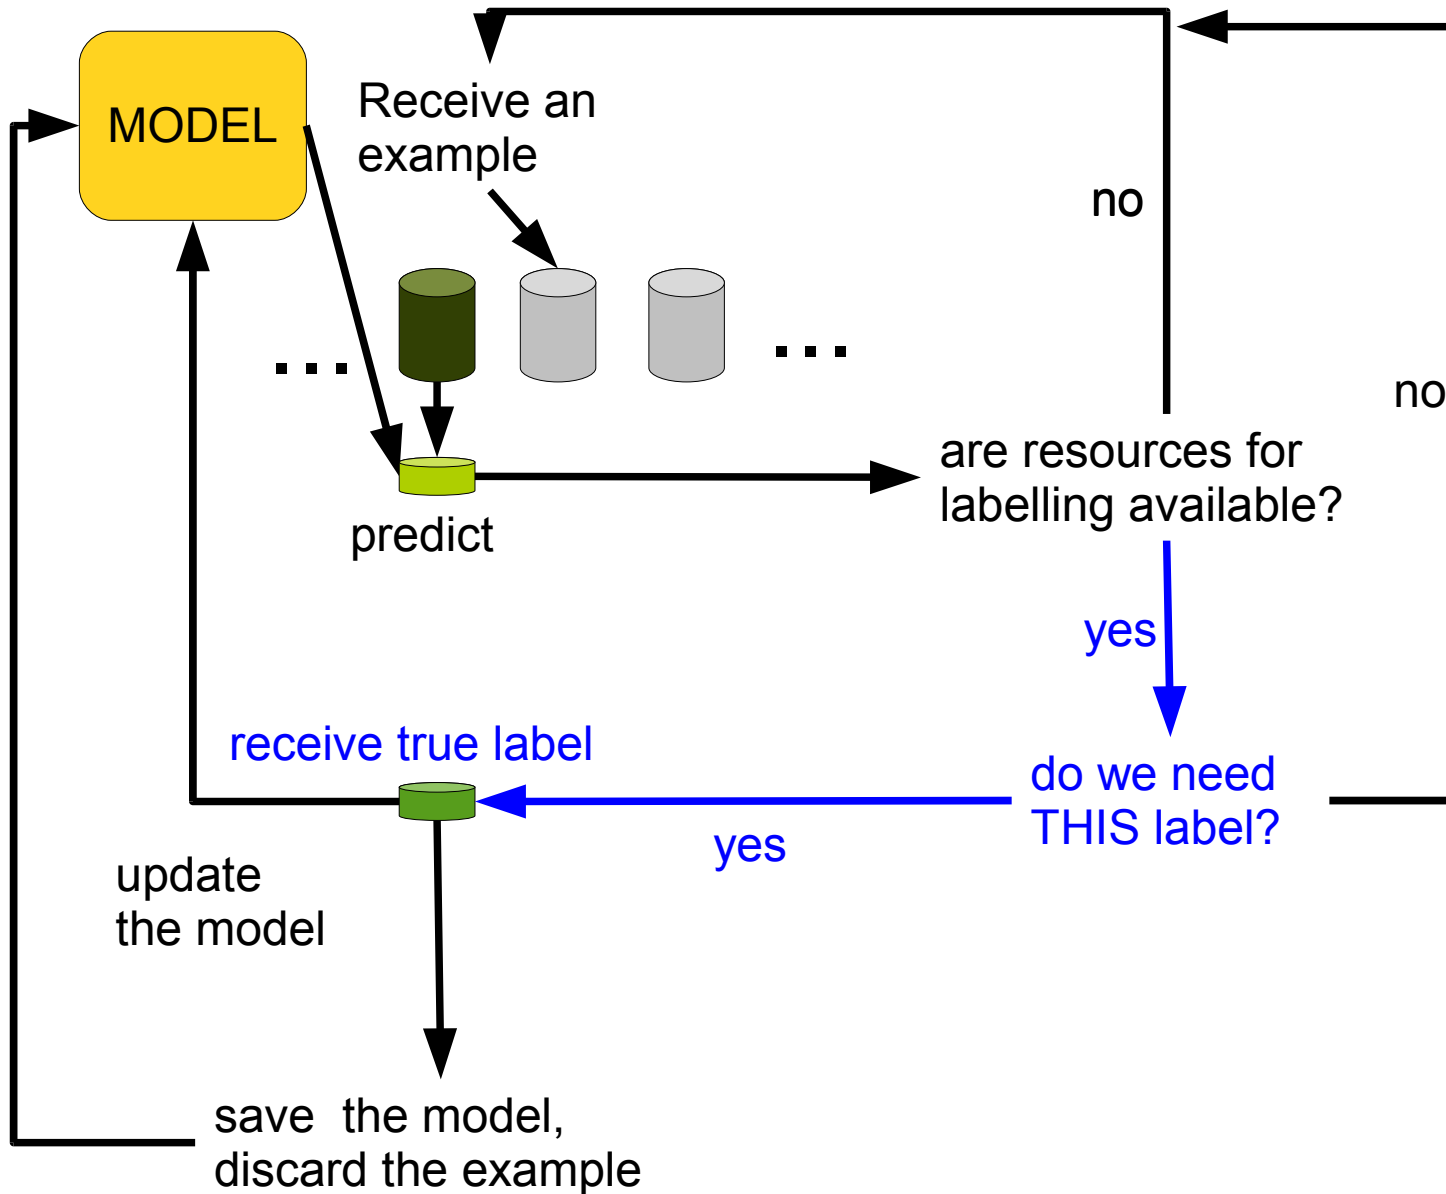 MODEL
Receive an
example
no
no
are resources for
labelling available?
predict
yes
receive true label
do we need
THIS label?
yes
update
the model
save the model,
discard the example